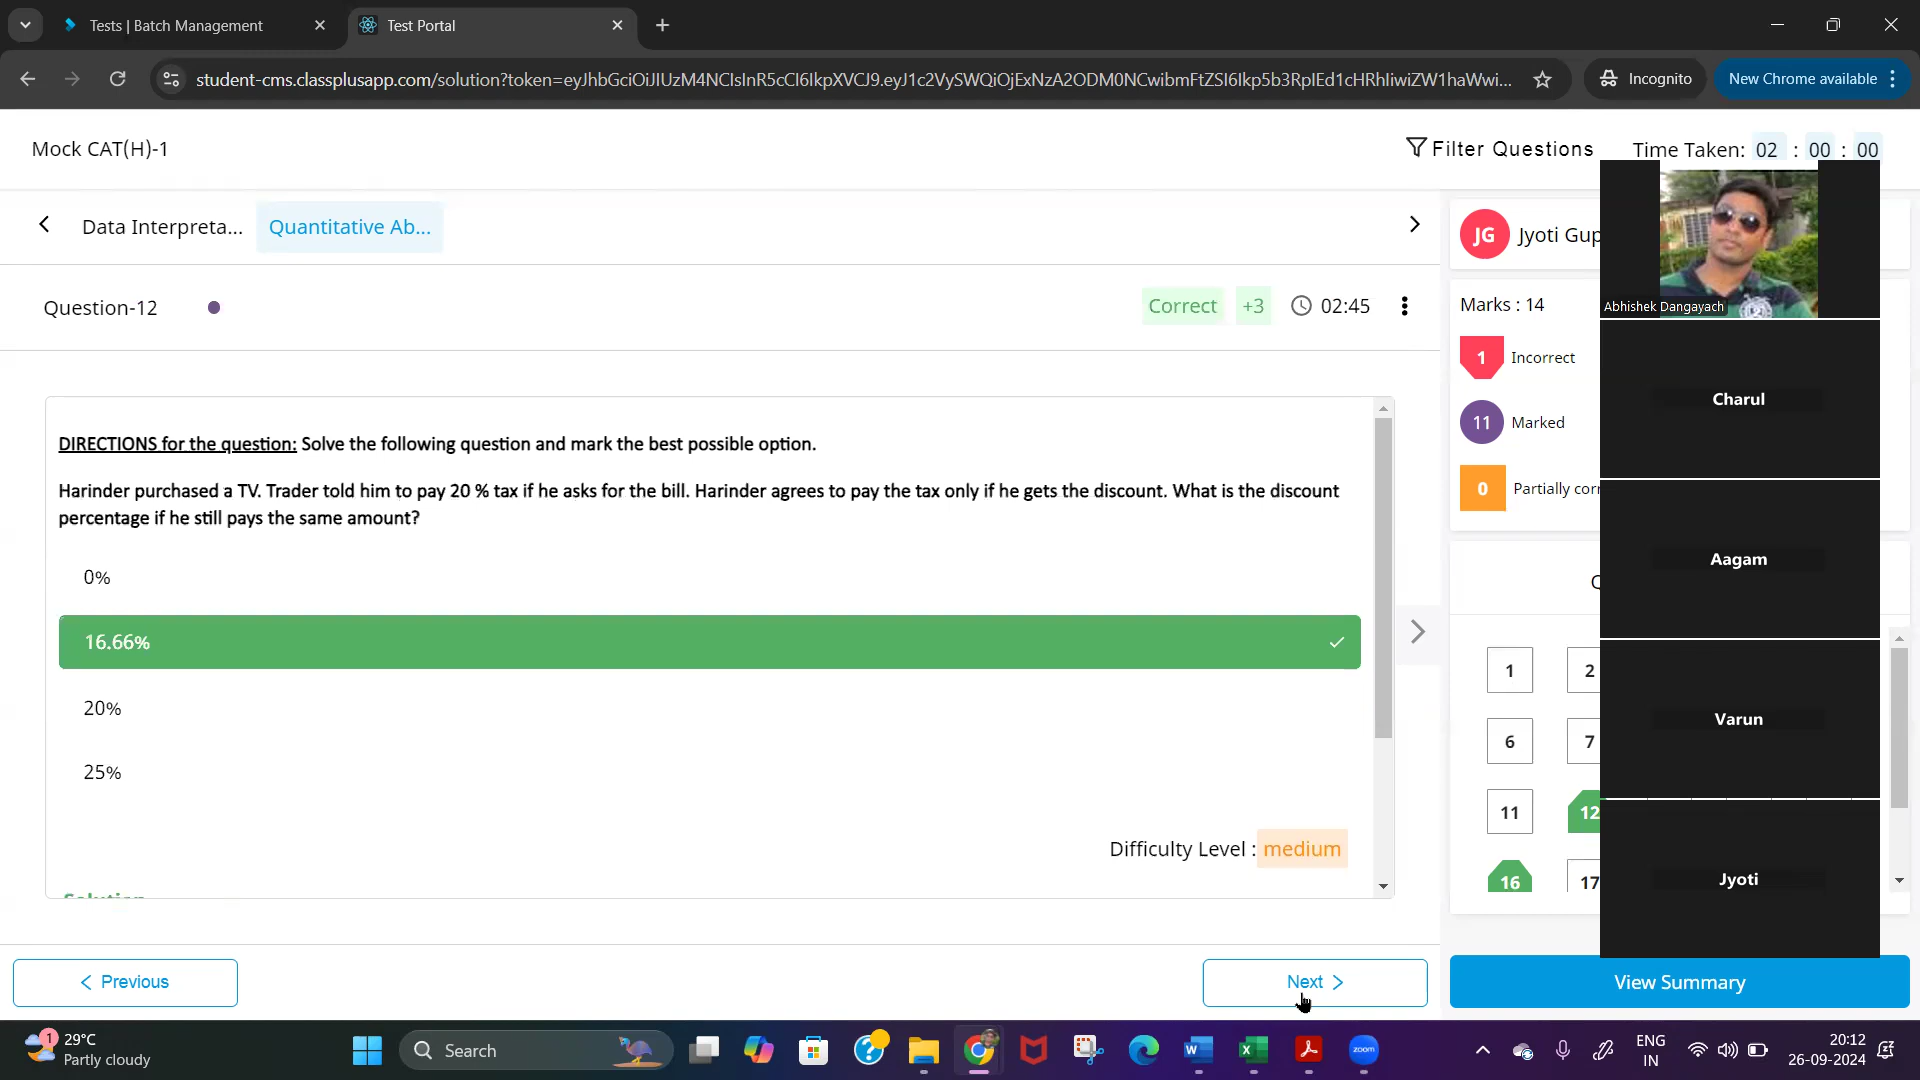 Tests | Batch Management
Test Portal
student-cms.classplusapp.com/solution?token=eyJhbGciOiJIUzM4NCIsInR5cCI6IkpXVCJ9.eyJ1c2VySWQiOjExNzA2ODM0NCwibmFtZSI6Ikp5b3RpIEd1cHRhIiwiZW1haWwi...
Incognito
New Chrome available
Mock CAT(H)-1
Filter Questions
Time Taken: 02 : 00 : 00
Data Interpreta...
Quantitative Ab...
JG Jyoti Gup
Abhishek Dangayach
Question-12
Correct +3 02:45
Marks : 14
1 Incorrect
11 Marked
0 Partially corr
DIRECTIONS for the question: Solve the following question and mark the best possible option.
Harinder purchased a TV. Trader told him to pay 20 % tax if he asks for the bill. Harinder agrees to pay the tax only if he gets the discount. What is the discount
percentage if he still pays the same amount?
0%
16.66%
20%
25%
Difficulty Level : medium
Solution
Charul
Aagam
Varun
Jyoti
1 2
6 7
11 12
16 17
Previous
Next
View Summary
1
29°C
Partly cloudy
Search
zoom
ENG
IN
20:12
26-09-2024